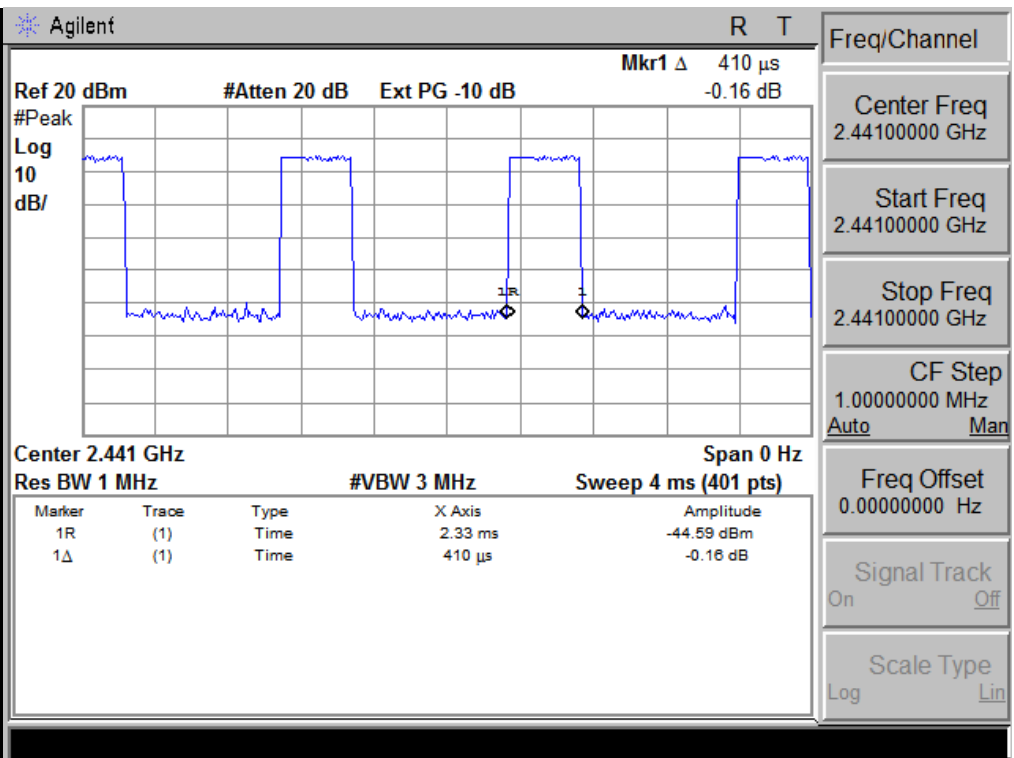 Agilent R T
Mkr1 Δ 410 µs
Ref 20 dBm #Atten 20 dB Ext PG -10 dB -0.16 dB
#Peak
Log
10
dB/
1R 1
Center 2.441 GHz Span 0 Hz
Res BW 1 MHz #VBW 3 MHz Sweep 4 ms (401 pts)
Marker Trace Type X Axis Amplitude
1R (1) Time 2.33 ms -44.59 dBm
1Δ (1) Time 410 µs -0.16 dB
Freq/Channel
Center Freq
2.44100000 GHz
Start Freq
2.44100000 GHz
Stop Freq
2.44100000 GHz
CF Step
1.00000000 MHz
Auto Man
Freq Offset
0.00000000 Hz
Signal Track
On Off
Scale Type
Log Lin